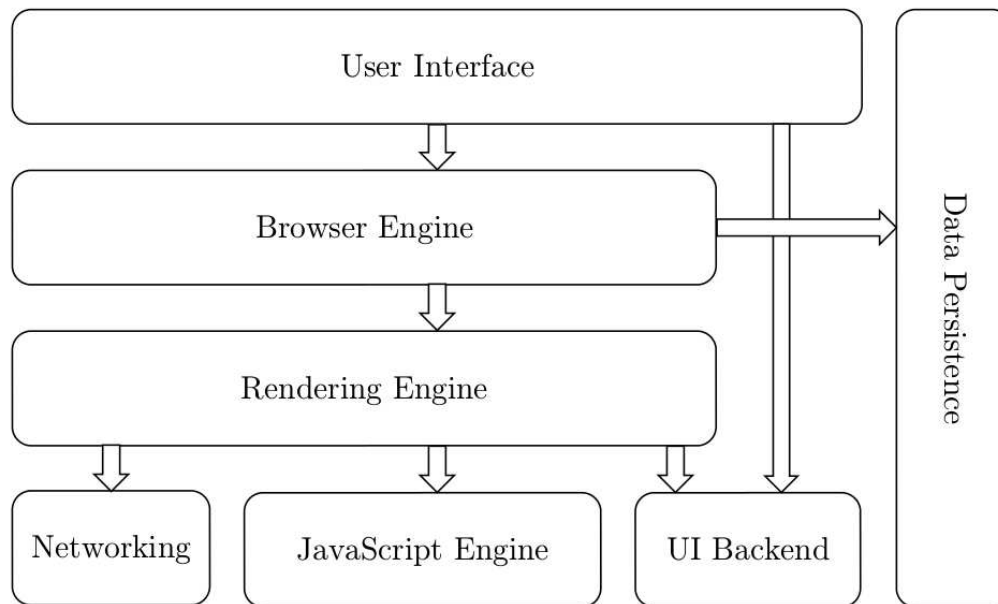 User Interface
Browser Engine
Data Persistence
Rendering Engine
Networking
JavaScript Engine
UI Backend